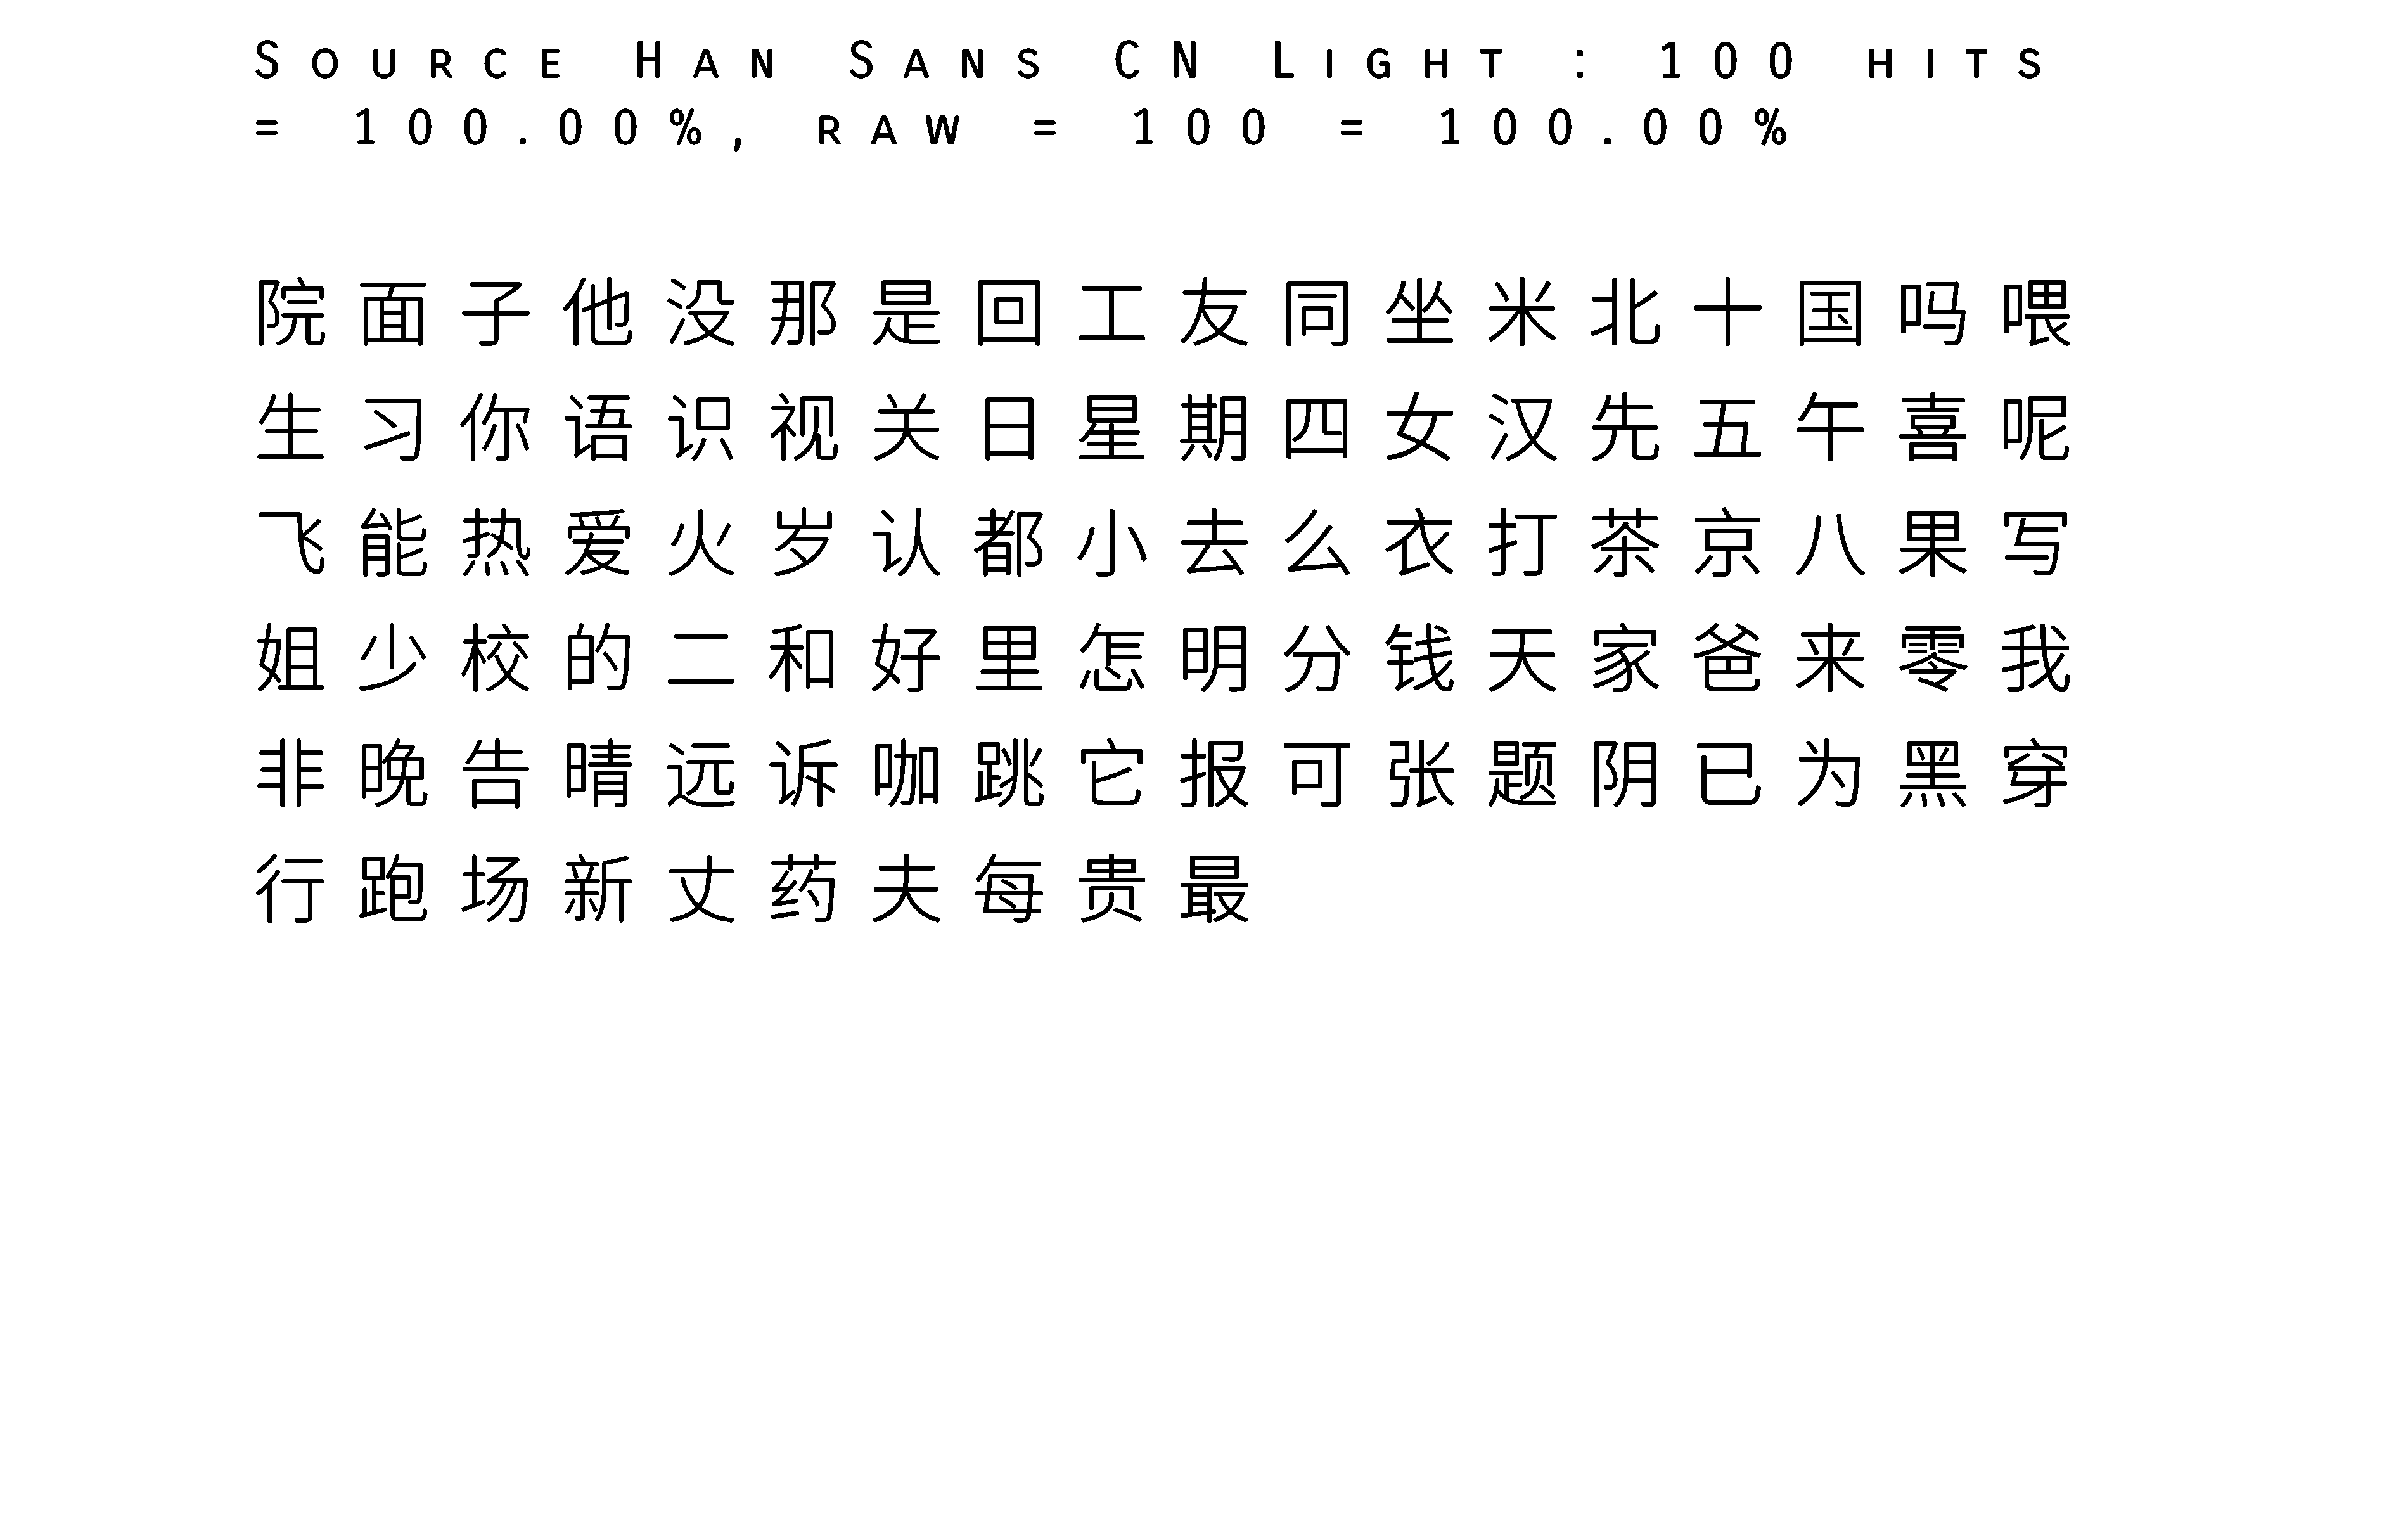 Source Han Sans CN Light : 100 hits
= 100.00%, raw = 100 = 100.00%
院面子他没那是回工友同坐米北十国吗喂
生习你语识视关日星期四女汉先五午喜呢
飞能热爱火岁认都小去么衣打茶京八果写
姐少校的二和好里怎明分钱天家爸来零我
非晚告晴远诉咖跳它报可张题阴已为黑穿
行跑场新丈药夫每贵最